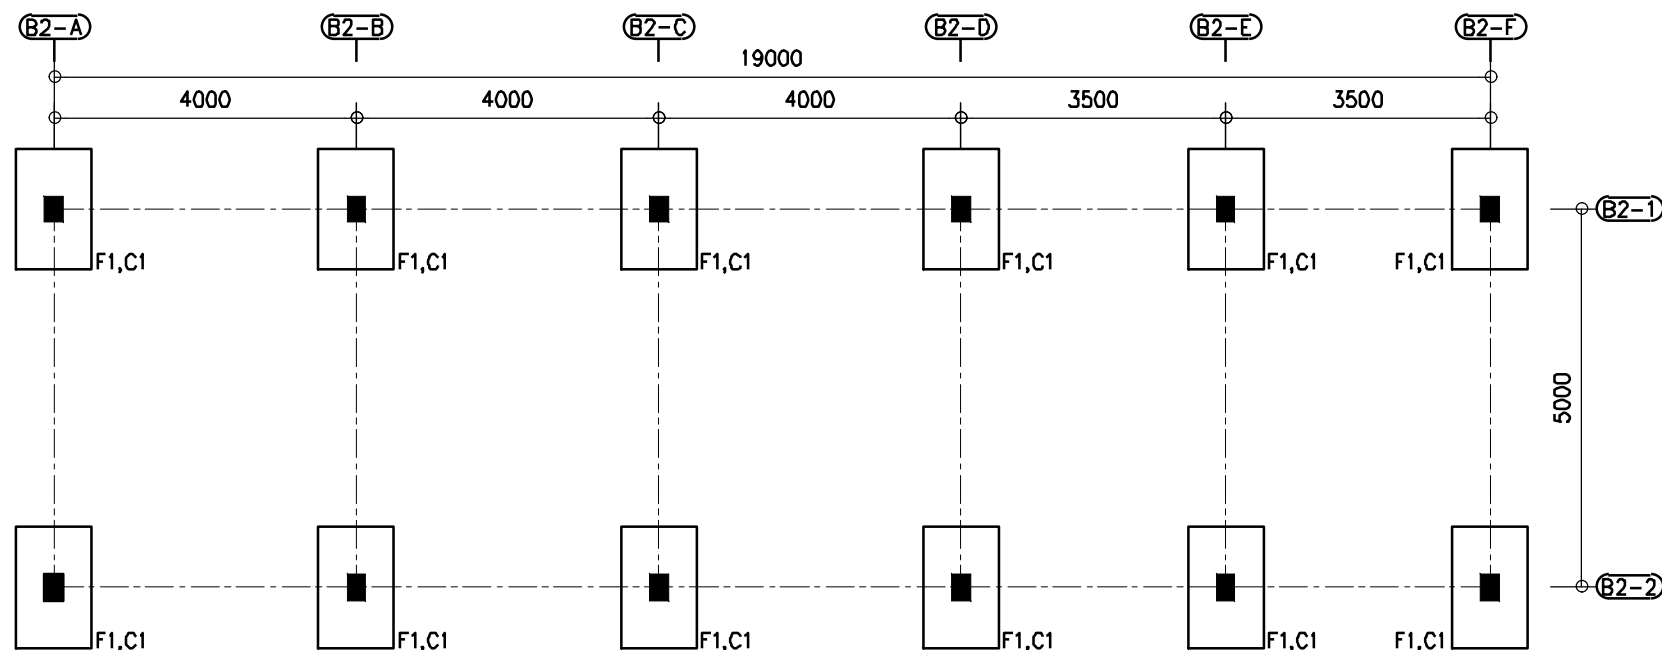 B2-A B2-B B2-C B2-D B2-E B2-F
19000
4000 4000 4000 3500 3500
B2-1
F1,C1 F1,C1 F1,C1 F1,C1 F1,C1 F1,C1
5000
B2-2
F1,C1 F1,C1 F1,C1 F1,C1 F1,C1 F1,C1